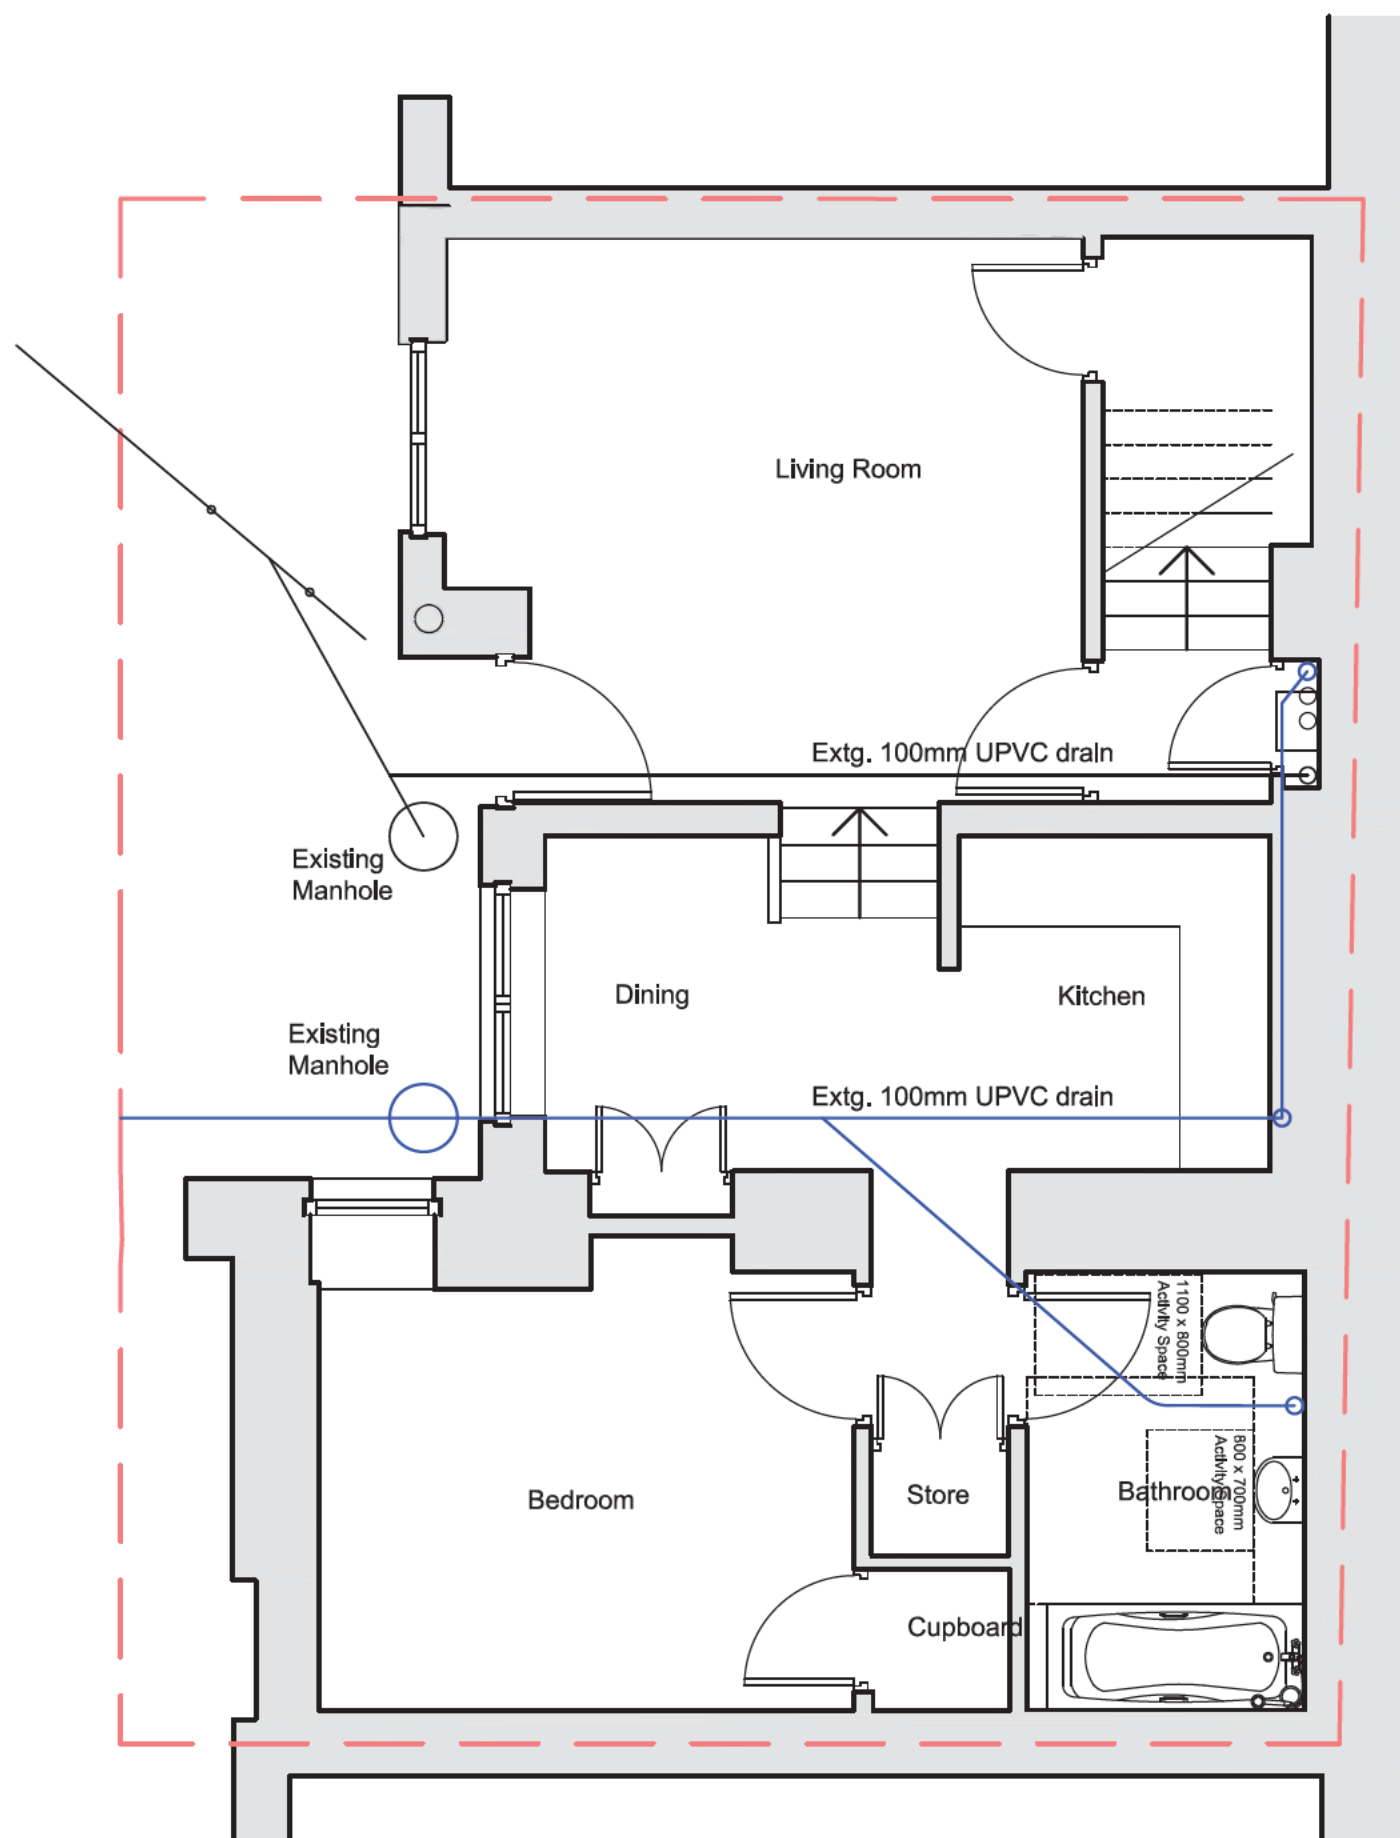 Living Room
Extg. 100mm UPVC drain
Existing
Manhole
Dining
Kitchen
Existing
Manhole
Extg. 100mm UPVC drain
1100 x 800mm
Activity Space
800 x 700mm
Activity Space
Bedroom
Store
Bathroom
Cupboard